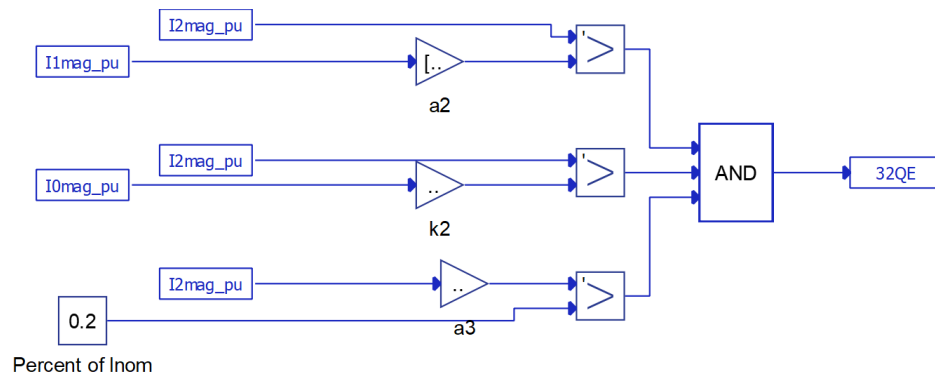 I2mag_pu
I1mag_pu
[..
'>
a2
I2mag_pu
I0mag_pu
..
'>
k2
AND
32QE
I2mag_pu
..
'>
a3
0.2
Percent of Inom